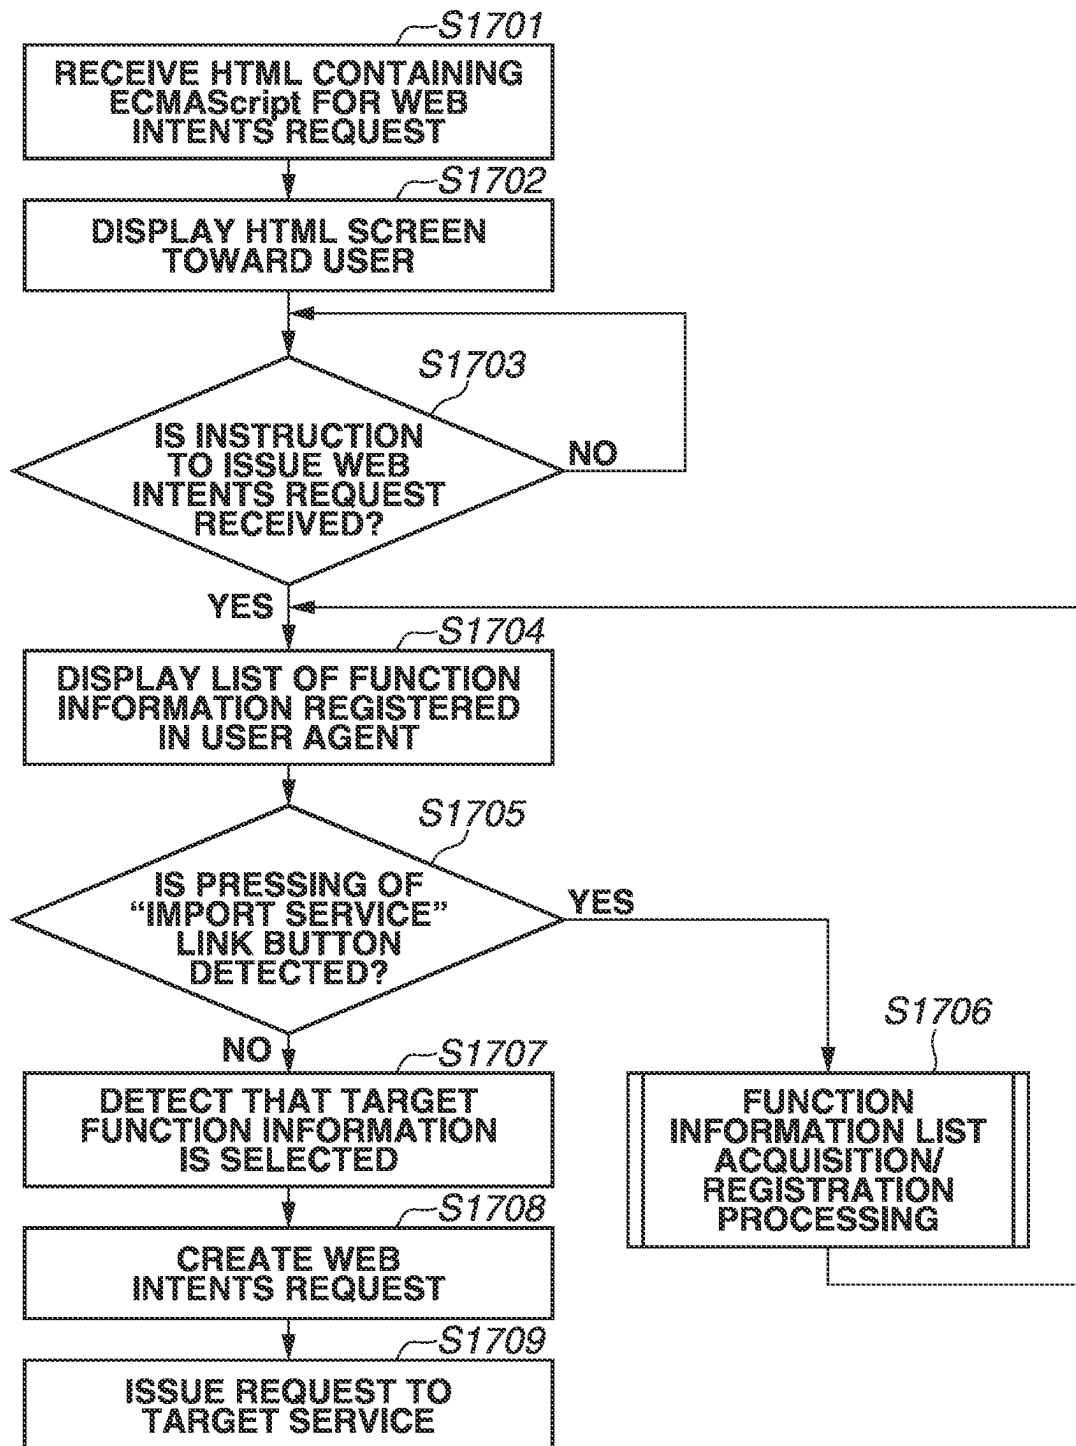 S1701
RECEIVE HTML CONTAINING
ECMAScript FOR WEB
INTENTS REQUEST
S1702
DISPLAY HTML SCREEN
TOWARD USER
S1703
IS INSTRUCTION
TO ISSUE WEB
INTENTS REQUEST
RECEIVED?
NO
YES
S1704
DISPLAY LIST OF FUNCTION
INFORMATION REGISTERED
IN USER AGENT
S1705
IS PRESSING OF
“IMPORT SERVICE”
LINK BUTTON
DETECTED?
YES
NO
S1706
FUNCTION
INFORMATION LIST
ACQUISITION/
REGISTRATION
PROCESSING
S1707
DETECT THAT TARGET
FUNCTION INFORMATION
IS SELECTED
S1708
CREATE WEB
INTENTS REQUEST
S1709
ISSUE REQUEST TO
TARGET SERVICE